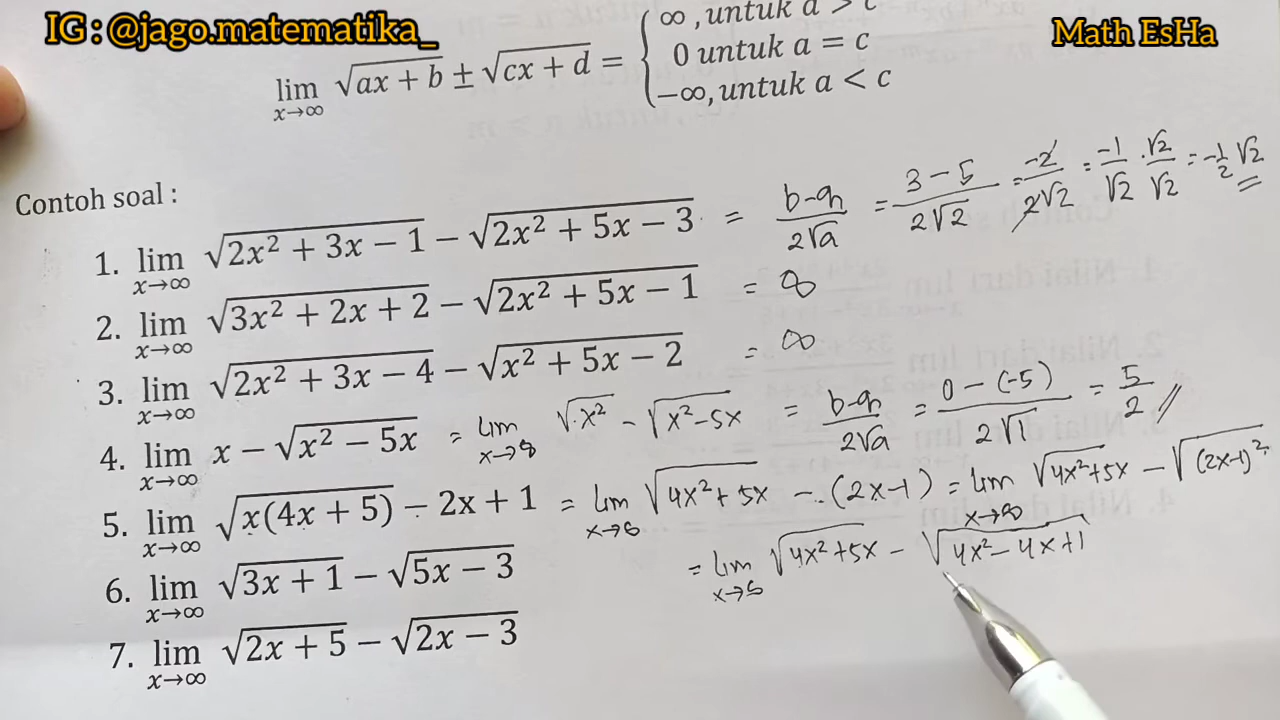 IG : @jago.matematika_
Math EsHa
lim x→∞ √(ax + b) ± √(cx + d) = { ∞ , untuk a > c
0 untuk a = c
−∞, untuk a < c
Contoh soal :
1. lim x→∞ √(2x² + 3x − 1) − √(2x² + 5x − 3) = (b−q)/(2√a) = (3 − 5)/(2√2) = −2/(2√2) = −1/√2 · √2/√2 = −½√2
2. lim x→∞ √(3x² + 2x + 2) − √(2x² + 5x − 1) = ∞
3. lim x→∞ √(2x² + 3x − 4) − √(x² + 5x − 2) = ∞
4. lim x→∞ x − √(x² − 5x) = lim x→∞ √x² − √(x²−5x) = (b−q)/(2√a) = (0 − (−5))/(2√1) = 5/2
5. lim x→∞ √(x(4x + 5)) − 2x + 1 = lim x→∞ √(4x²+5x) − (2x−1) = lim x→∞ √(4x²+5x) − √((2x−1)²)
= lim x→∞ √(4x²+5x) − √(4x²−4x+1)
6. lim x→∞ √(3x + 1) − √(5x − 3)
7. lim x→∞ √(2x + 5) − √(2x − 3)